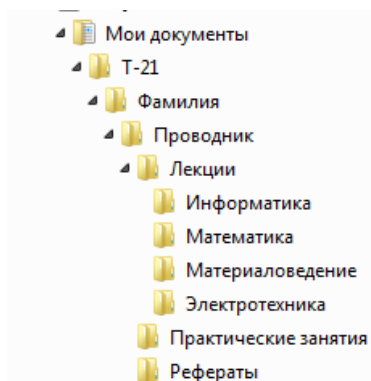 Мои документы
Т-21
Фамилия
Проводник
Лекции
Информатика
Математика
Материаловедение
Электротехника
Практические занятия
Рефераты